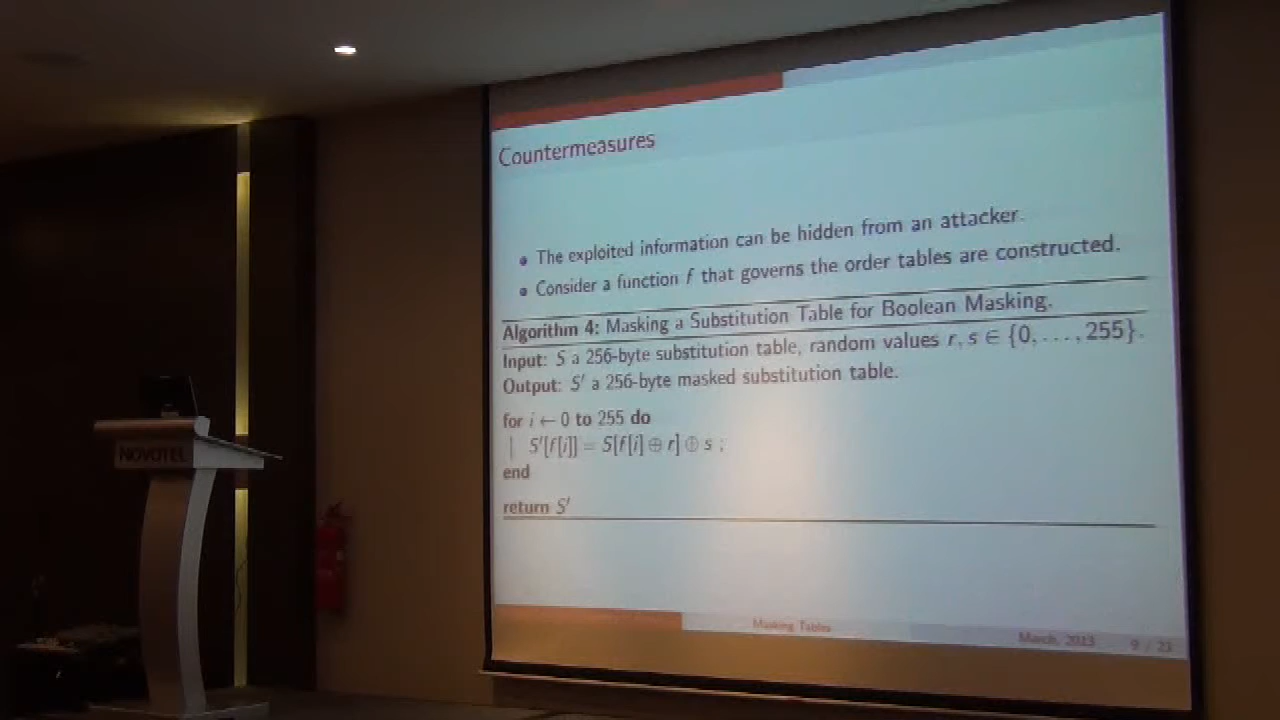 Countermeasures
The exploited information can be hidden from an attacker.
Consider a function f that governs the order tables are constructed.
Algorithm 4: Masking a Substitution Table for Boolean Masking.
Input: S a 256-byte substitution table, random values r, s ∈ {0, . . . , 255}.
Output: S′ a 256-byte masked substitution table.
for i ← 0 to 255 do
S′[f[i]] = S[f[i] ⊕ r] ⊕ s ;
end
return S′
Masking Tables
March, 2013 9 / 23
NOVOTEL